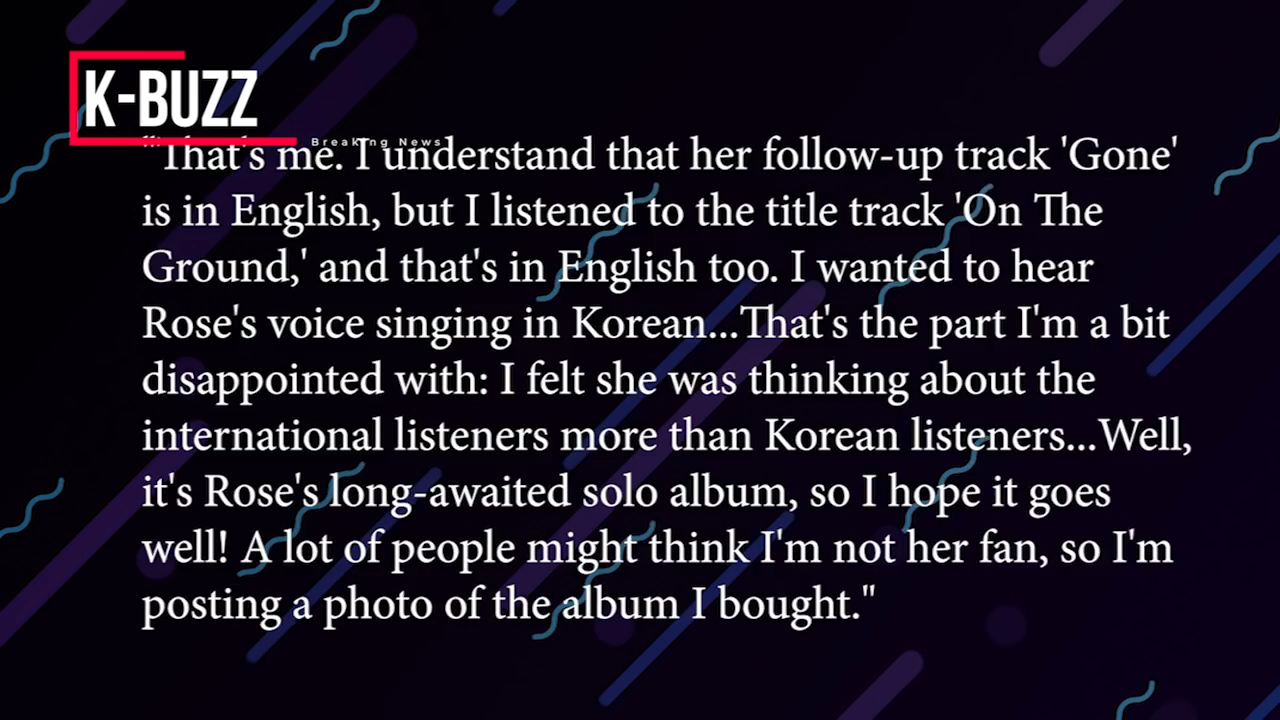 K-BUZZ
Breaking News
"That's me. I understand that her follow-up track 'Gone'
is in English, but I listened to the title track 'On The
Ground,' and that's in English too. I wanted to hear
Rose's voice singing in Korean...That's the part I'm a bit
disappointed with: I felt she was thinking about the
international listeners more than Korean listeners...Well,
it's Rose's long-awaited solo album, so I hope it goes
well! A lot of people might think I'm not her fan, so I'm
posting a photo of the album I bought."